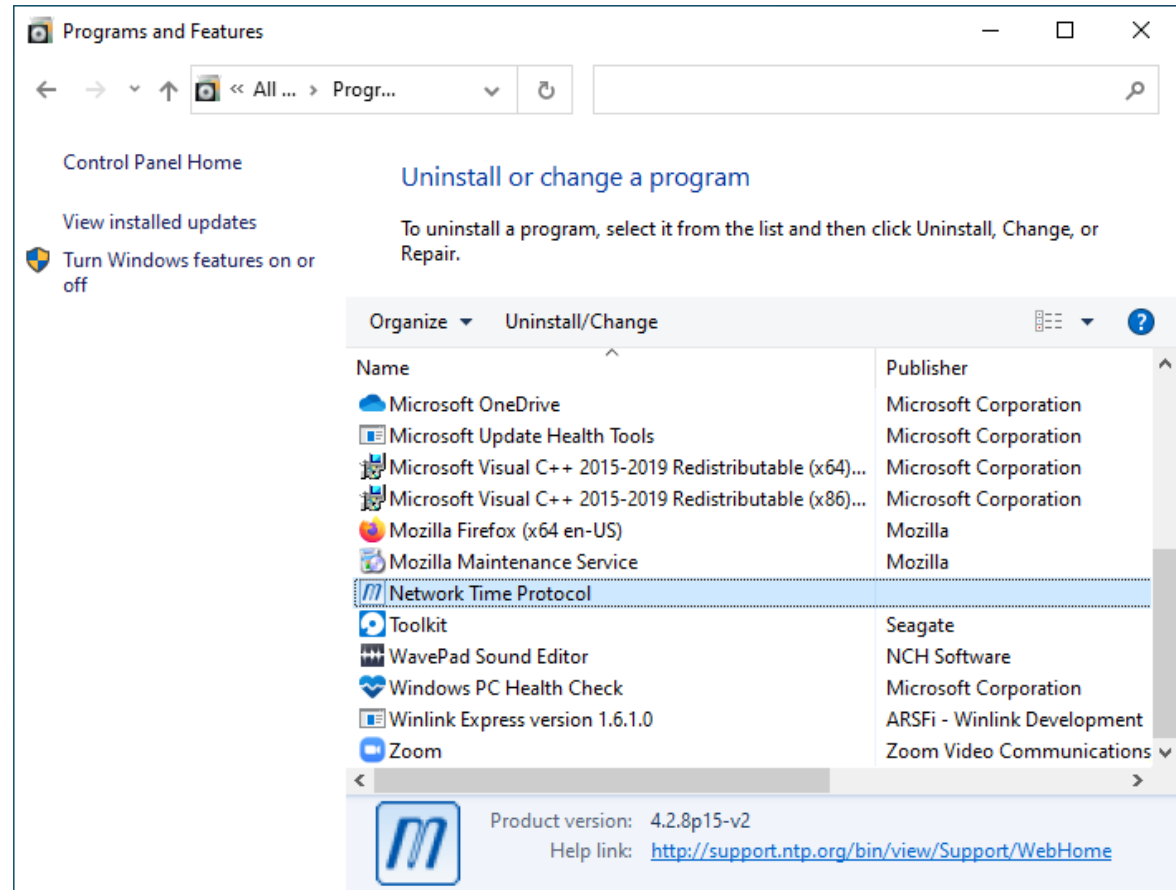 Programs and Features
« All ... › Progr...
Control Panel Home
View installed updates
Turn Windows features on or
off
Uninstall or change a program
To uninstall a program, select it from the list and then click Uninstall, Change, or
Repair.
Organize Uninstall/Change
Name Publisher
Microsoft OneDrive Microsoft Corporation
Microsoft Update Health Tools Microsoft Corporation
Microsoft Visual C++ 2015-2019 Redistributable (x64)... Microsoft Corporation
Microsoft Visual C++ 2015-2019 Redistributable (x86)... Microsoft Corporation
Mozilla Firefox (x64 en-US) Mozilla
Mozilla Maintenance Service Mozilla
Network Time Protocol
Toolkit Seagate
WavePad Sound Editor NCH Software
Windows PC Health Check Microsoft Corporation
Winlink Express version 1.6.1.0 ARSFi - Winlink Development
Zoom Zoom Video Communications
Product version: 4.2.8p15-v2
Help link: http://support.ntp.org/bin/view/Support/WebHome